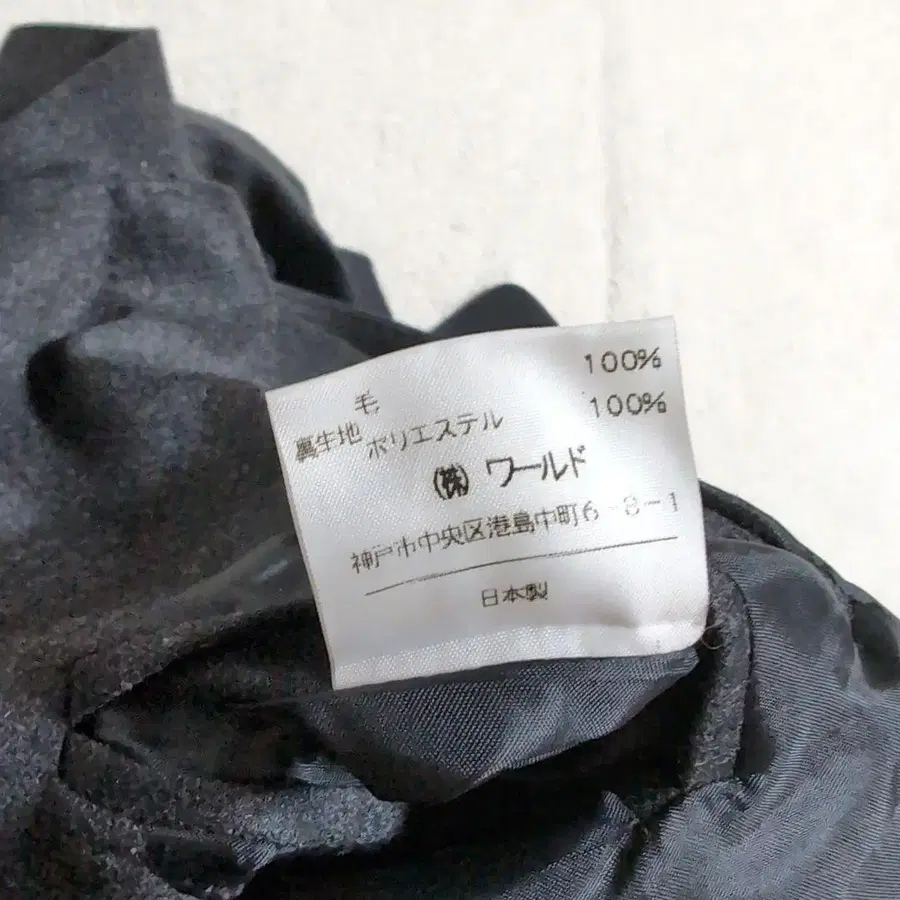 毛 100%
裏生地 ポリエステル 100%
㈱ ワールド
神戸市中央区港島中町6-8-1
日本製